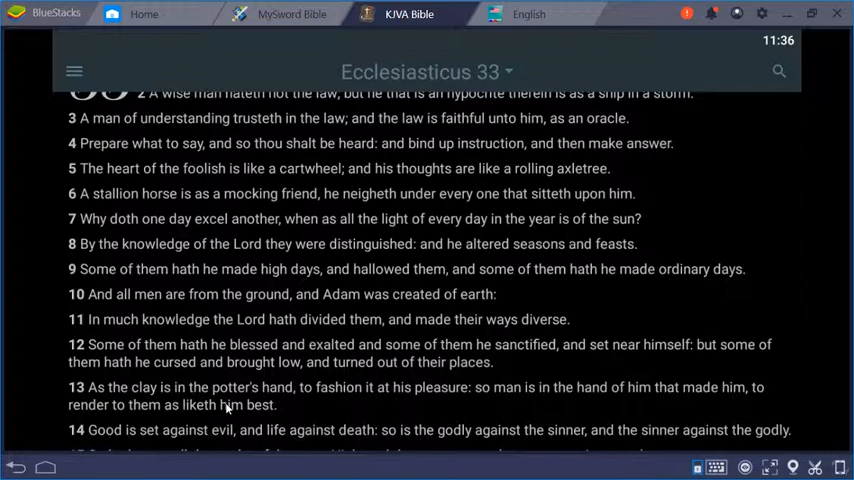 BlueStacks
Home
MySword Bible
KJVA Bible
English
11:36
Ecclesiasticus 33
2 A wise man hateth not the law; but he that is an hypocrite therein is as a ship in a storm.
3 A man of understanding trusteth in the law; and the law is faithful unto him, as an oracle.
4 Prepare what to say, and so thou shalt be heard: and bind up instruction, and then make answer.
5 The heart of the foolish is like a cartwheel; and his thoughts are like a rolling axletree.
6 A stallion horse is as a mocking friend, he neigheth under every one that sitteth upon him.
7 Why doth one day excel another, when as all the light of every day in the year is of the sun?
8 By the knowledge of the Lord they were distinguished: and he altered seasons and feasts.
9 Some of them hath he made high days, and hallowed them, and some of them hath he made ordinary days.
10 And all men are from the ground, and Adam was created of earth:
11 In much knowledge the Lord hath divided them, and made their ways diverse.
12 Some of them hath he blessed and exalted and some of them he sanctified, and set near himself: but some of
them hath he cursed and brought low, and turned out of their places.
13 As the clay is in the potter's hand, to fashion it at his pleasure: so man is in the hand of him that made him, to
render to them as liketh him best.
14 Good is set against evil, and life against death: so is the godly against the sinner, and the sinner against the godly.